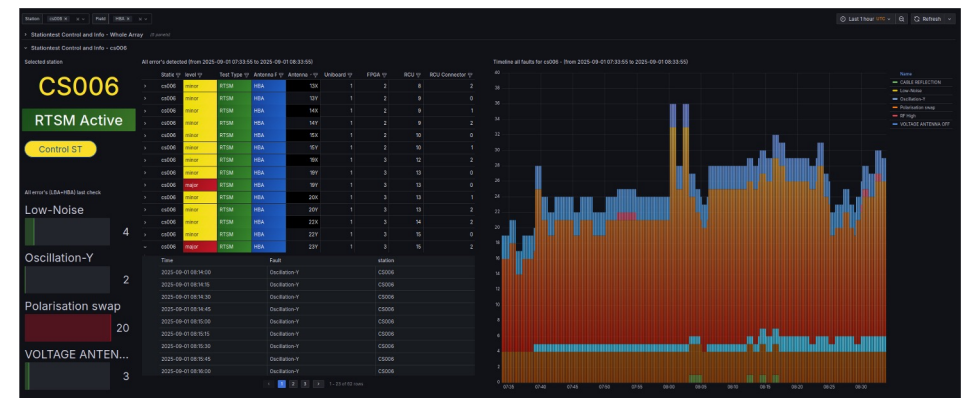 Station cs006 × × Field HBA × ×
Last 1 hour UTC Refresh
Stationtest Control and Info - Whole Array (5 panels)
Stationtest Control and Info - cs006
Selected station
CS006
RTSM Active
Control ST
All error's (LBA+HBA) last check
Low-Noise
4
Oscillation-Y
2
Polarisation swap
20
VOLTAGE ANTEN...
3
All error's detected (from 2025-09-01 07:33:55 to 2025-09-01 08:33:55)
Static level Test Type Antenna F Antenna - Uniboard FPGA RCU RCU Connector
cs006 minor RTSM HBA 13X 1 2 8 2
cs006 minor RTSM HBA 13Y 1 2 9 0
cs006 minor RTSM HBA 14X 1 2 9 1
cs006 minor RTSM HBA 14Y 1 2 9 2
cs006 minor RTSM HBA 15X 1 2 10 0
cs006 minor RTSM HBA 15Y 1 2 10 1
cs006 minor RTSM HBA 19X 1 3 12 2
cs006 minor RTSM HBA 19Y 1 3 13 0
cs006 major RTSM HBA 19Y 1 3 13 0
cs006 minor RTSM HBA 20X 1 3 13 1
cs006 minor RTSM HBA 20Y 1 3 13 2
cs006 minor RTSM HBA 22X 1 3 14 2
cs006 minor RTSM HBA 22Y 1 3 15 0
cs006 major RTSM HBA 23Y 1 3 15 2
Time Fault station
2025-09-01 08:14:00 Oscillation-Y CS006
2025-09-01 08:14:15 Oscillation-Y CS006
2025-09-01 08:14:30 Oscillation-Y CS006
2025-09-01 08:14:45 Oscillation-Y CS006
2025-09-01 08:15:00 Oscillation-Y CS006
2025-09-01 08:15:15 Oscillation-Y CS006
2025-09-01 08:15:30 Oscillation-Y CS006
2025-09-01 08:15:45 Oscillation-Y CS006
2025-09-01 08:16:00 Oscillation-Y CS006
1 2 3
Timeline all faults for cs006 - (from 2025-09-01 07:33:55 to 2025-09-01 08:33:55)
40
38
36
34
32
30
28
26
24
22
20
18
16
14
12
10
8
6
4
2
0
07:35 07:40 07:45 07:50 07:55 08:00 08:05 08:10 08:15 08:20 08:25 08:30
Name
CABLE REFLECTION
Low-Noise
Oscillation-Y
Polarisation swap
RF High
VOLTAGE ANTENNA OFF